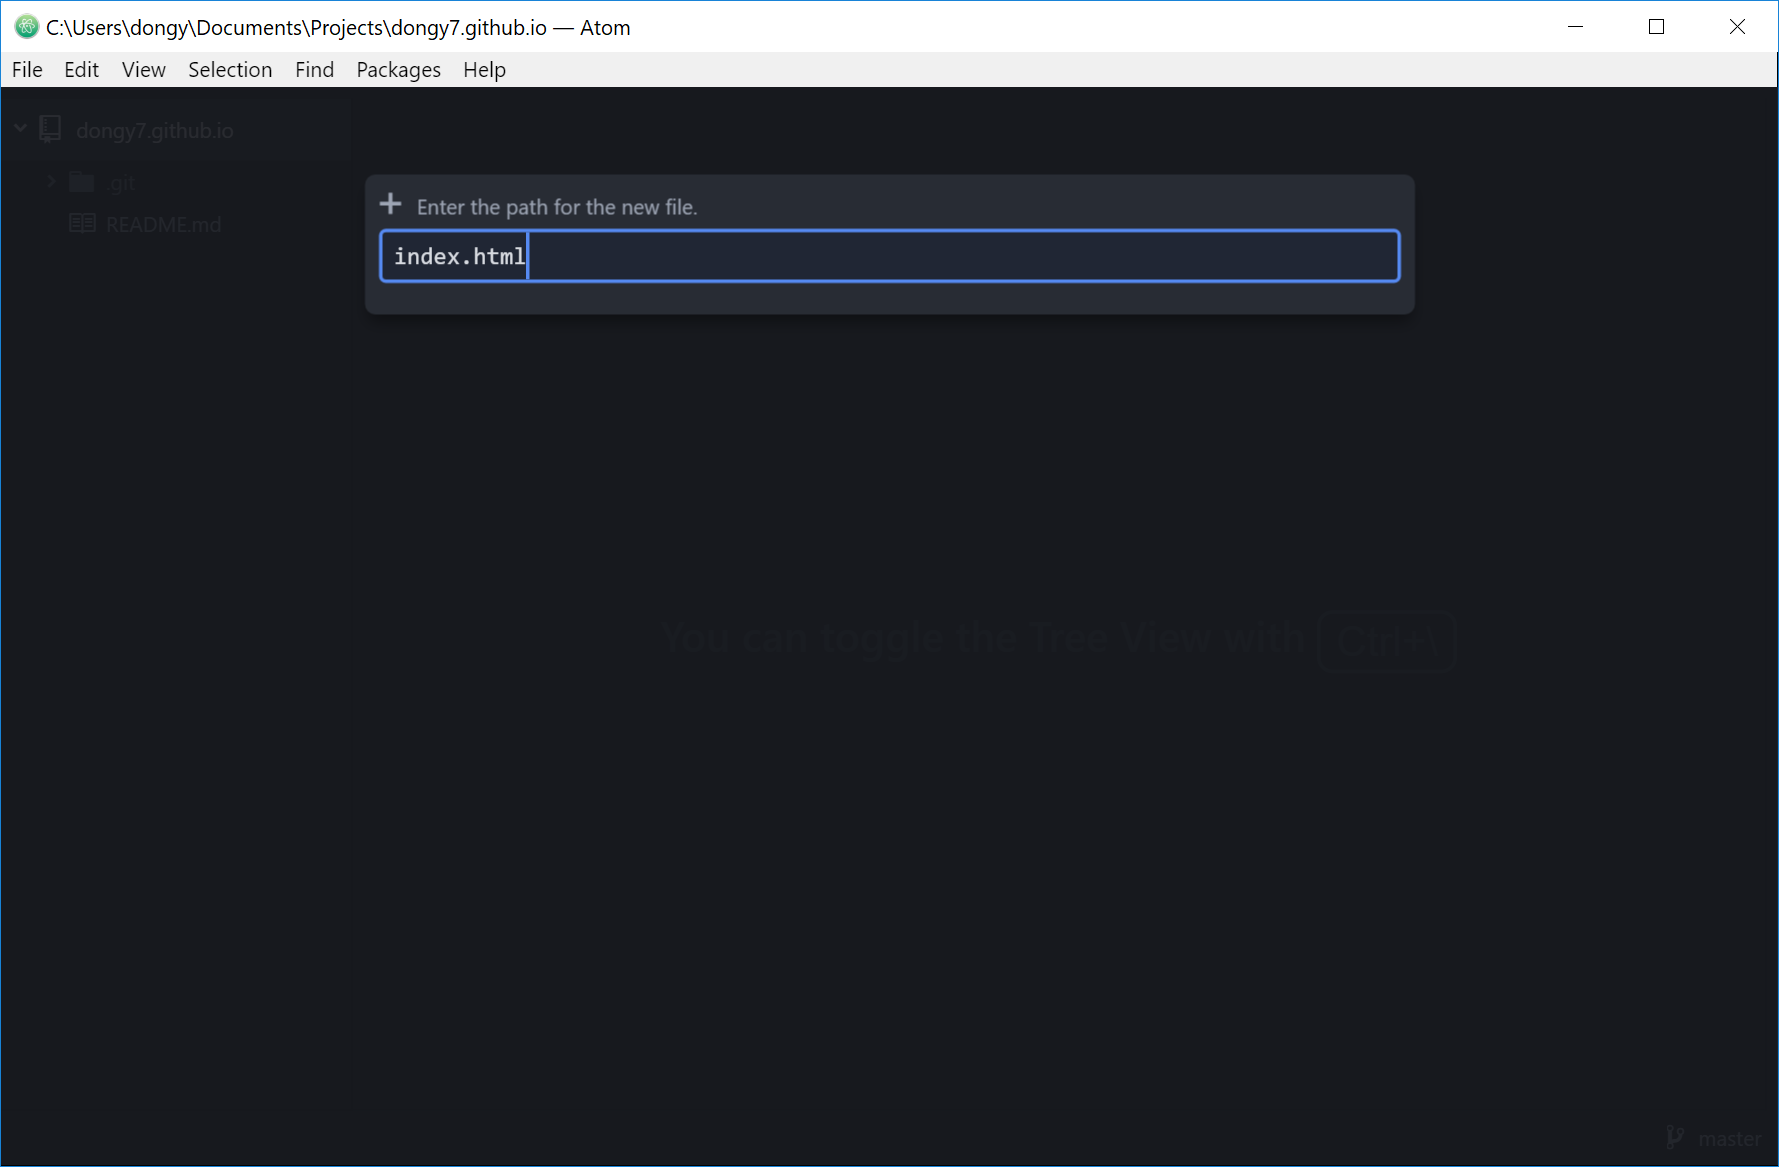 C:\Users\dongy\Documents\Projects\dongy7.github.io — Atom
File Edit View Selection Find Packages Help
dongy7.github.io
.git
README.md
Enter the path for the new file.
index.html
You can toggle the Tree View with Ctrl+\
master